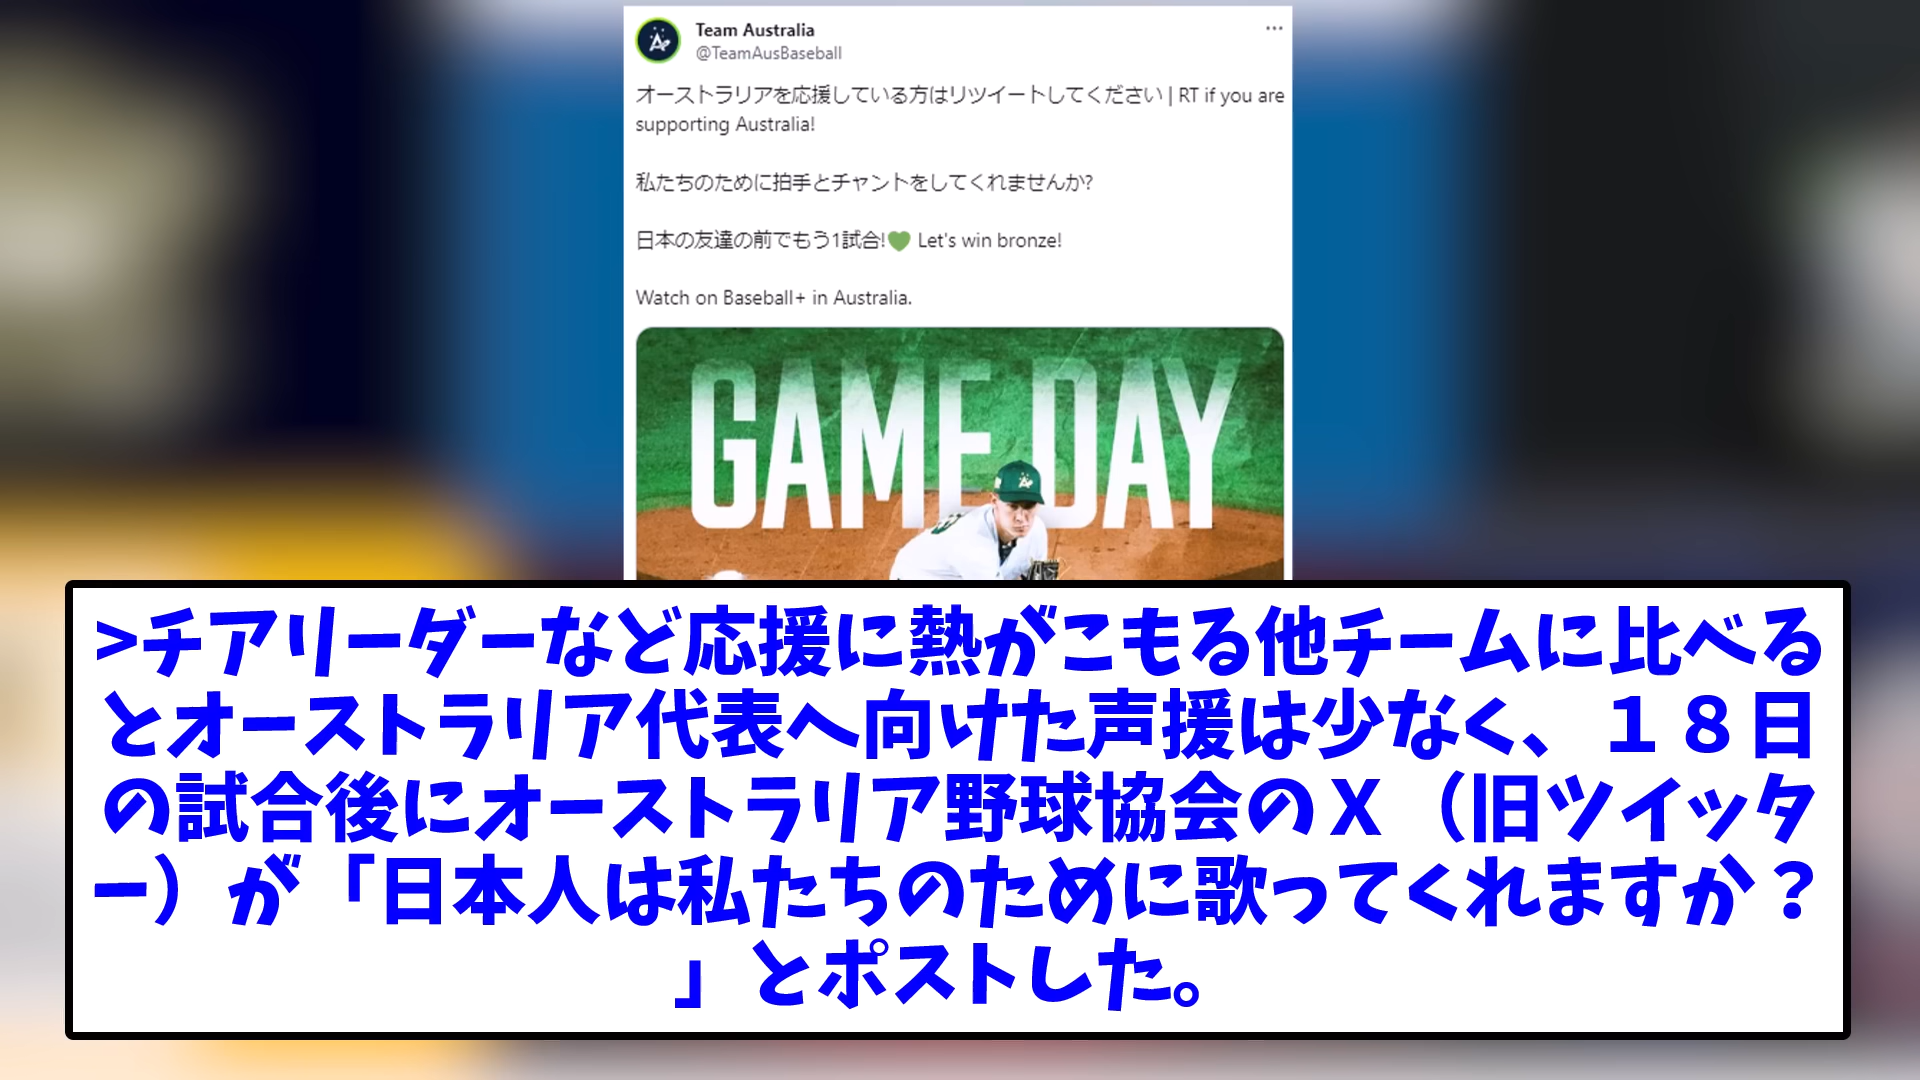 Team Australia
@TeamAusBaseball
オーストラリアを応援している方はリツイートしてください | RT if you are
supporting Australia!
私たちのために拍手とチャントをしてくれませんか?
日本の友達の前でもう1試合!💚 Let's win bronze!
Watch on Baseball+ in Australia.
GAME DAY
>チアリーダーなど応援に熱がこもる他チームに比べる
とオーストラリア代表へ向けた声援は少なく、１８日
の試合後にオーストラリア野球協会のＸ（旧ツイッタ
ー）が「日本人は私たちのために歌ってくれますか？
」とポストした。